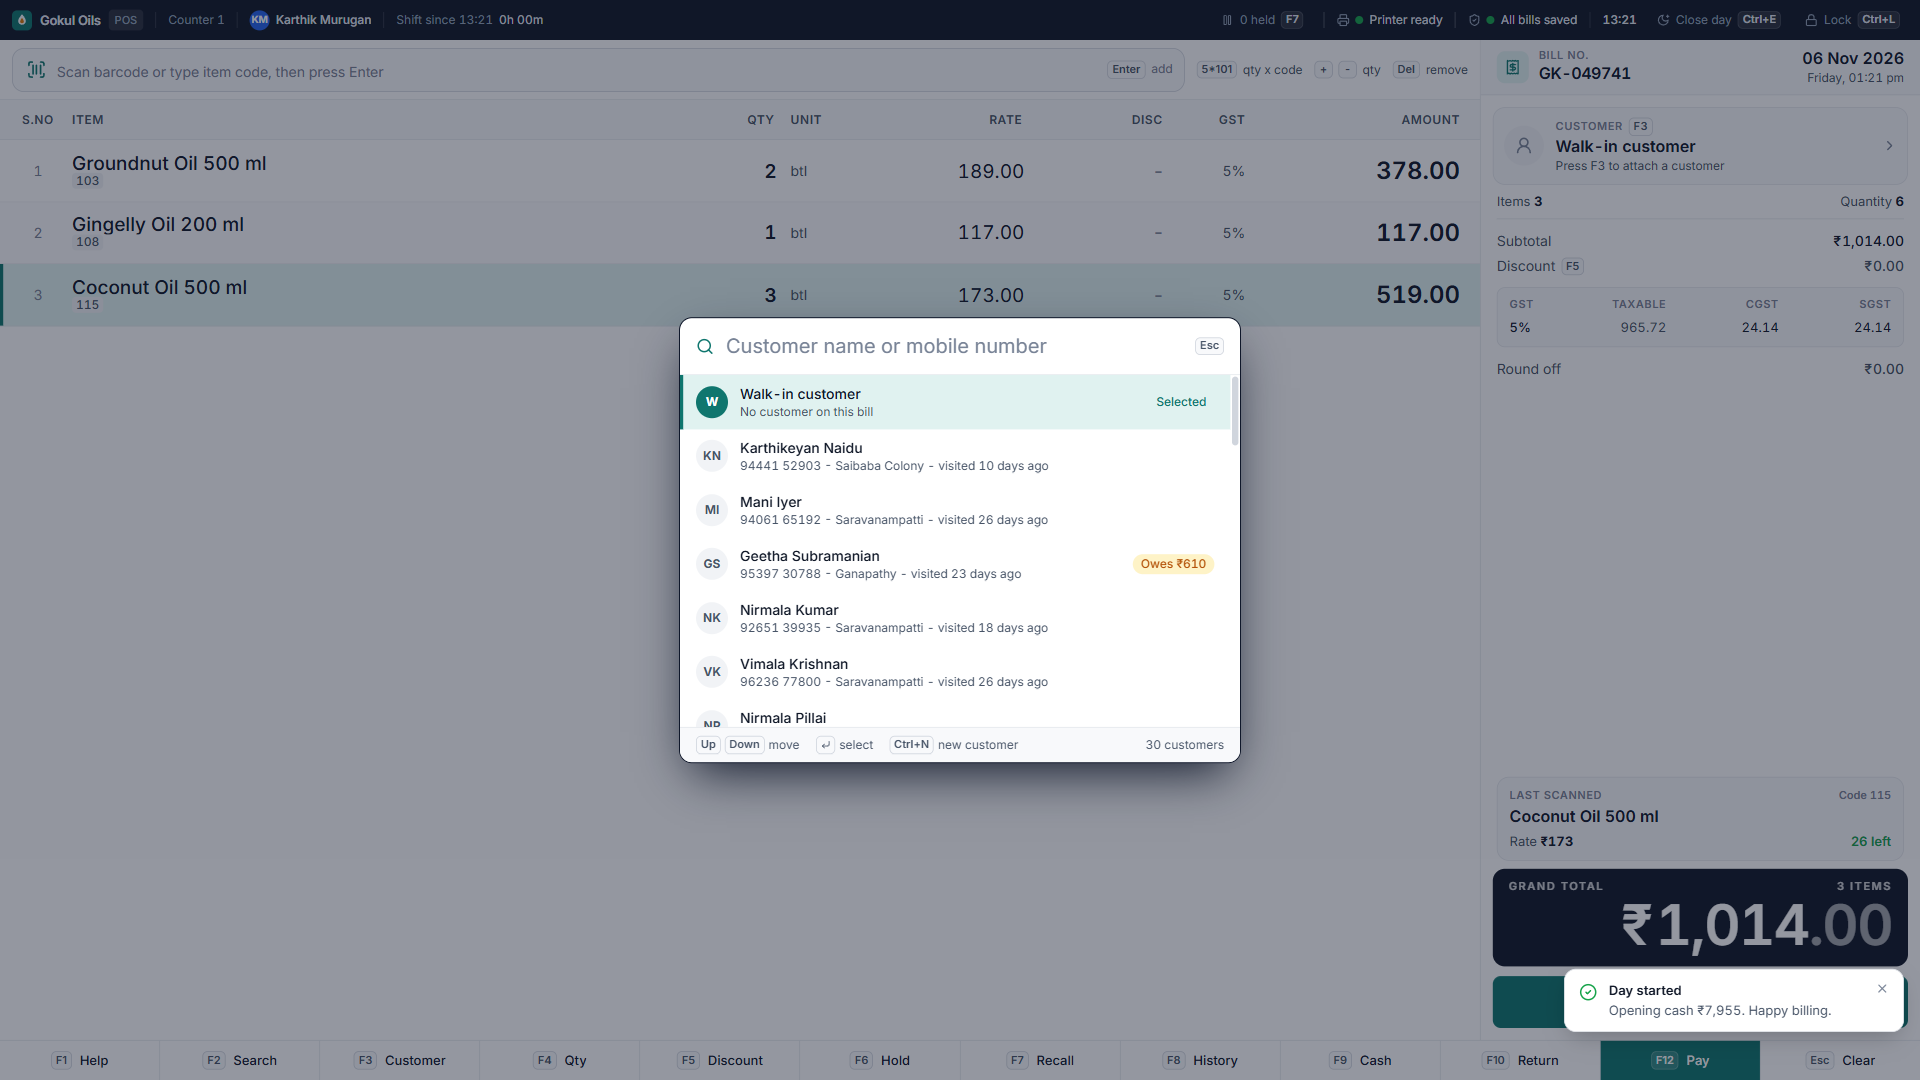 Gokul Oils POS Counter 1 KM Karthik Murugan Shift since 13:21 0h 00m 0 held F7 Printer ready All bills saved 13:21 Close day Ctrl+E Lock Ctrl+L
Scan barcode or type item code, then press Enter Enter add 5*101 qty x code + - qty Del remove
BILL NO.
GK-049741
06 Nov 2026
Friday, 01:21 pm
S.NO ITEM QTY UNIT RATE DISC GST AMOUNT
1 Groundnut Oil 500 ml 2 btl 189.00 - 5% 378.00
103
2 Gingelly Oil 200 ml 1 btl 117.00 - 5% 117.00
108
3 Coconut Oil 500 ml 3 btl 173.00 - 5% 519.00
115
CUSTOMER F3
Walk-in customer
Press F3 to attach a customer
Items 3 Quantity 6
Subtotal ₹1,014.00
Discount F5 ₹0.00
GST TAXABLE CGST SGST
5% 965.72 24.14 24.14
Round off ₹0.00
Customer name or mobile number Esc
W Walk-in customer Selected
No customer on this bill
KN Karthikeyan Naidu
94441 52903 - Saibaba Colony - visited 10 days ago
MI Mani Iyer
94061 65192 - Saravanampatti - visited 26 days ago
GS Geetha Subramanian Owes ₹610
95397 30788 - Ganapathy - visited 23 days ago
NK Nirmala Kumar
92651 39935 - Saravanampatti - visited 18 days ago
VK Vimala Krishnan
96236 77800 - Saravanampatti - visited 26 days ago
NP Nirmala Pillai
Up Down move select Ctrl+N new customer 30 customers
LAST SCANNED Code 115
Coconut Oil 500 ml
Rate ₹173 26 left
GRAND TOTAL 3 ITEMS
₹1,014.00
Day started
Opening cash ₹7,955. Happy billing.
F1 Help F2 Search F3 Customer F4 Qty F5 Discount F6 Hold F7 Recall F8 History F9 Cash F10 Return F12 Pay Esc Clear